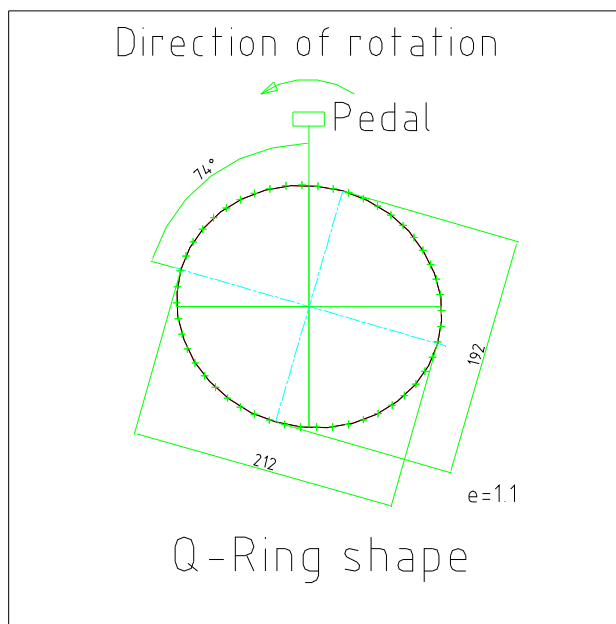 Direction of rotation
Pedal
74°
192
212
e=1.1
Q-Ring shape